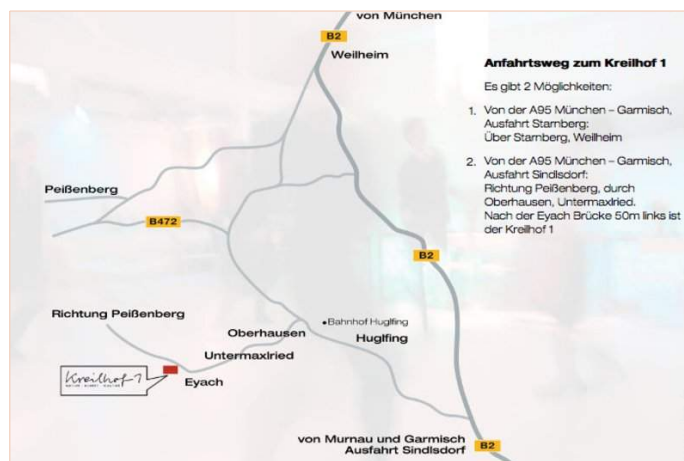 von München
B2
Weilheim
Anfahrtsweg zum Kreilhof 1
Es gibt 2 Möglichkeiten:
1. Von der A95 München – Garmisch,
Ausfahrt Starnberg:
Über Starnberg, Weilheim
2. Von der A95 München – Garmisch,
Ausfahrt Sindlsdorf:
Richtung Peißenberg, durch
Oberhausen, Untermaxlried.
Nach der Eyach Brücke 50m links ist
der Kreilhof 1
Peißenberg
B472
B2
Richtung Peißenberg
Bahnhof Huglfing
Oberhausen
Huglfing
Untermaxlried
Kreilhof 1
Eyach
von Murnau und Garmisch
Ausfahrt Sindlsdorf
B2